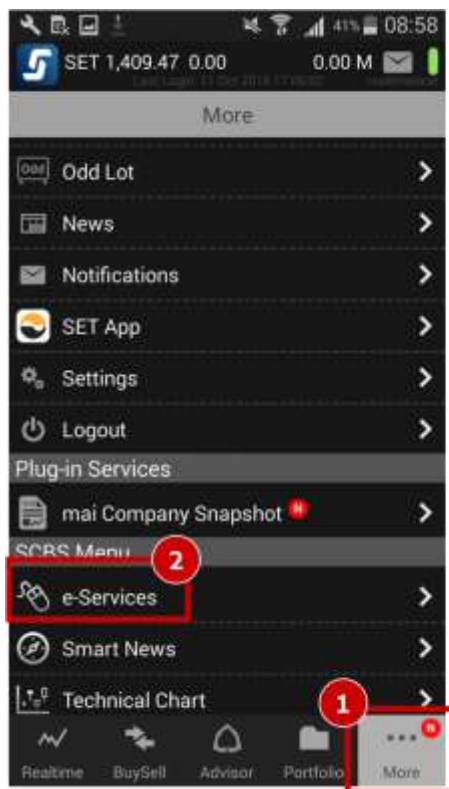 41% 08:58
SET 1,409.47 0.00 0.00 M
More
Odd Odd Lot
News
Notifications
SET App
Settings
Logout
Plug-in Services
mai Company Snapshot N
SCBS Menu
2
e-Services
Smart News
Technical Chart
1
N
Realtime BuySell Advisor Portfolio More